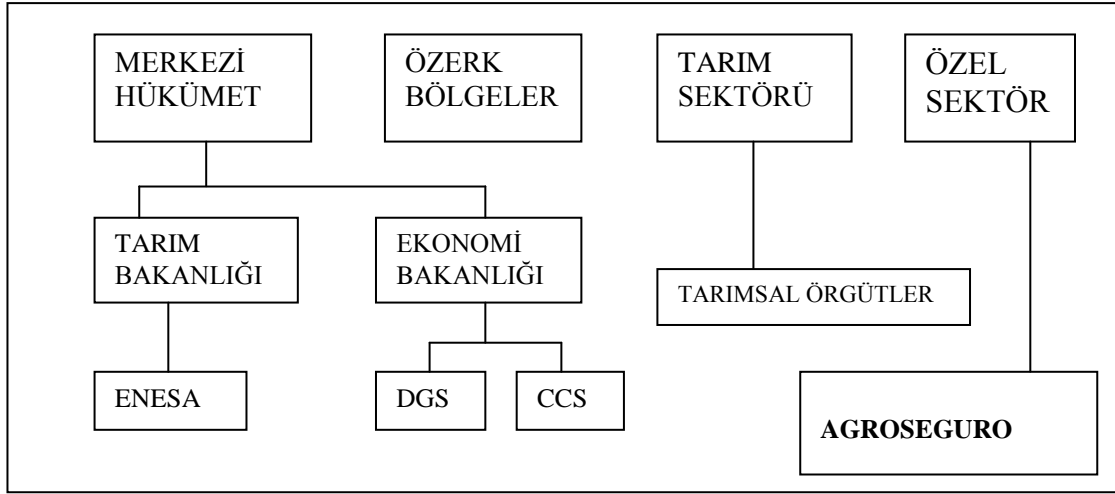 MERKEZİ
HÜKÜMET
ÖZERK
BÖLGELER
TARIM
SEKTÖRÜ
ÖZEL
SEKTÖR
TARIM
BAKANLIĞI
EKONOMİ
BAKANLIĞI
TARIMSAL ÖRGÜTLER
ENESA
DGS
CCS
AGROSEGURO